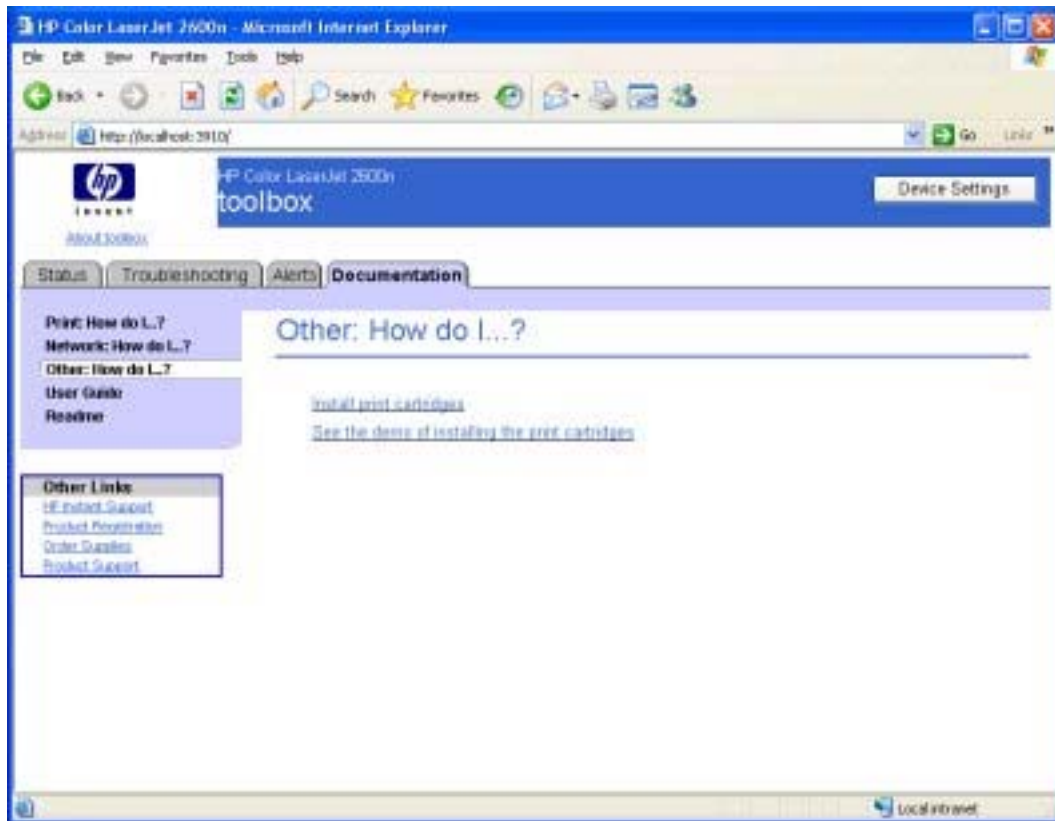 HP Color LaserJet 2600n - Microsoft Internet Explorer
File Edit View Favorites Tools Help
Back Search Favorites
Address http://localhost:3910/ Go Links »
hp
invent
HP Color LaserJet 2600n
toolbox
Device Settings
About toolbox
Status Troubleshooting Alerts Documentation
Print: How do I...?
Network: How do I...?
Other: How do I...?
User Guide
Readme
Other: How do I...?
Install print cartridges
See the demo of installing the print cartridges
Other Links
HP Instant Support
Product Registration
Order Supplies
Product Support
Local intranet